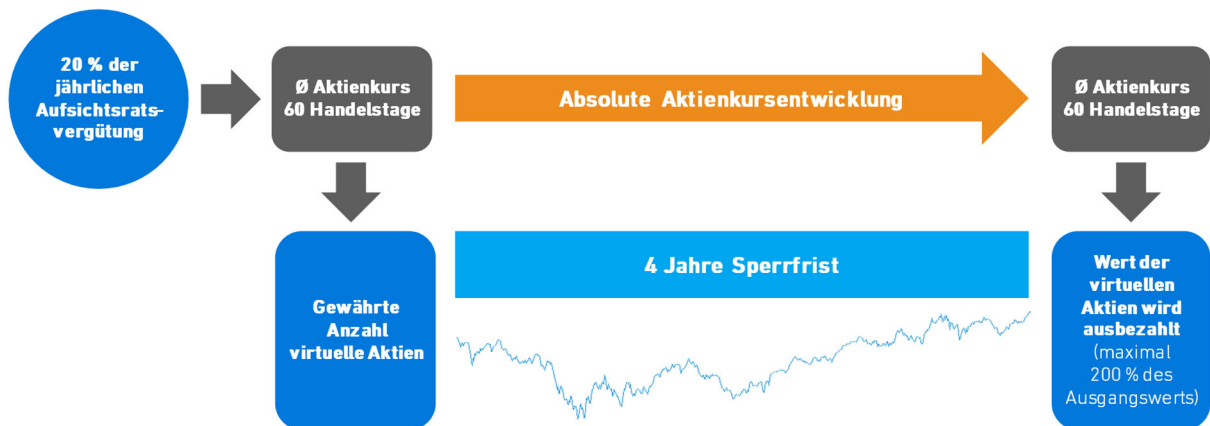 20 % der
jährlichen
Aufsichtsrats-
vergütung
Ø Aktienkurs
60 Handelstage
Absolute Aktienkursentwicklung
Ø Aktienkurs
60 Handelstage
Gewährte
Anzahl
virtuelle Aktien
4 Jahre Sperrfrist
Wert der
virtuellen
Aktien wird
ausbezahlt
(maximal
200 % des
Ausgangswerts)